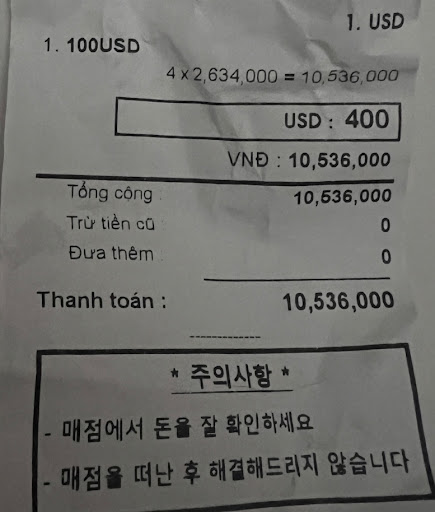 1. USD
1. 100USD
4 x 2,634,000 = 10,536,000
USD : 400
VNĐ : 10,536,000
Tổng cộng : 10,536,000
Trừ tiền cũ 0
Đưa thêm 0
Thanh toán : 10,536,000
-------------
* 주의사항 *
- 매점에서 돈을 잘 확인하세요
- 매점을 떠난 후 해결해드리지 않습니다